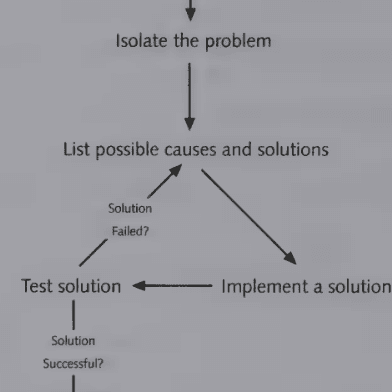 Isolate the problem
List possible causes and solutions
Solution
Failed?
Test solution
Implement a solution
Solution
Successful?